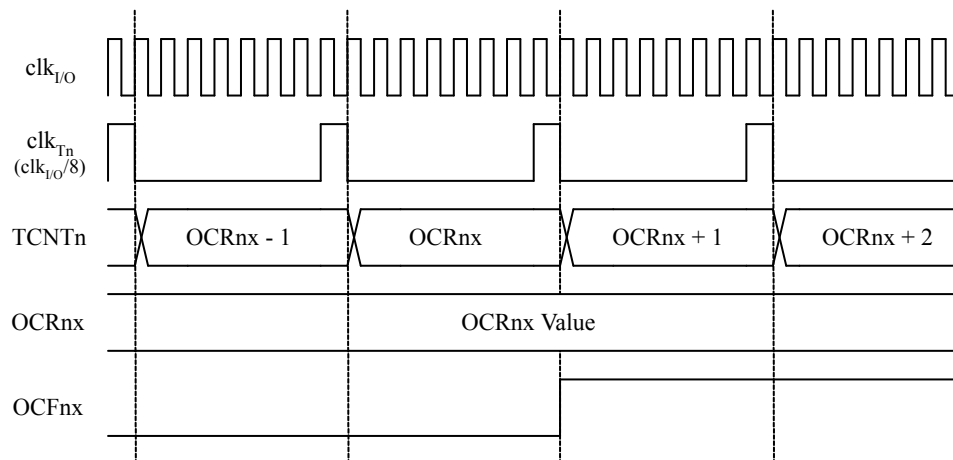 clkI/O
clkTn
(clkI/O/8)
TCNTn OCRnx - 1 OCRnx OCRnx + 1 OCRnx + 2
OCRnx OCRnx Value
OCFnx